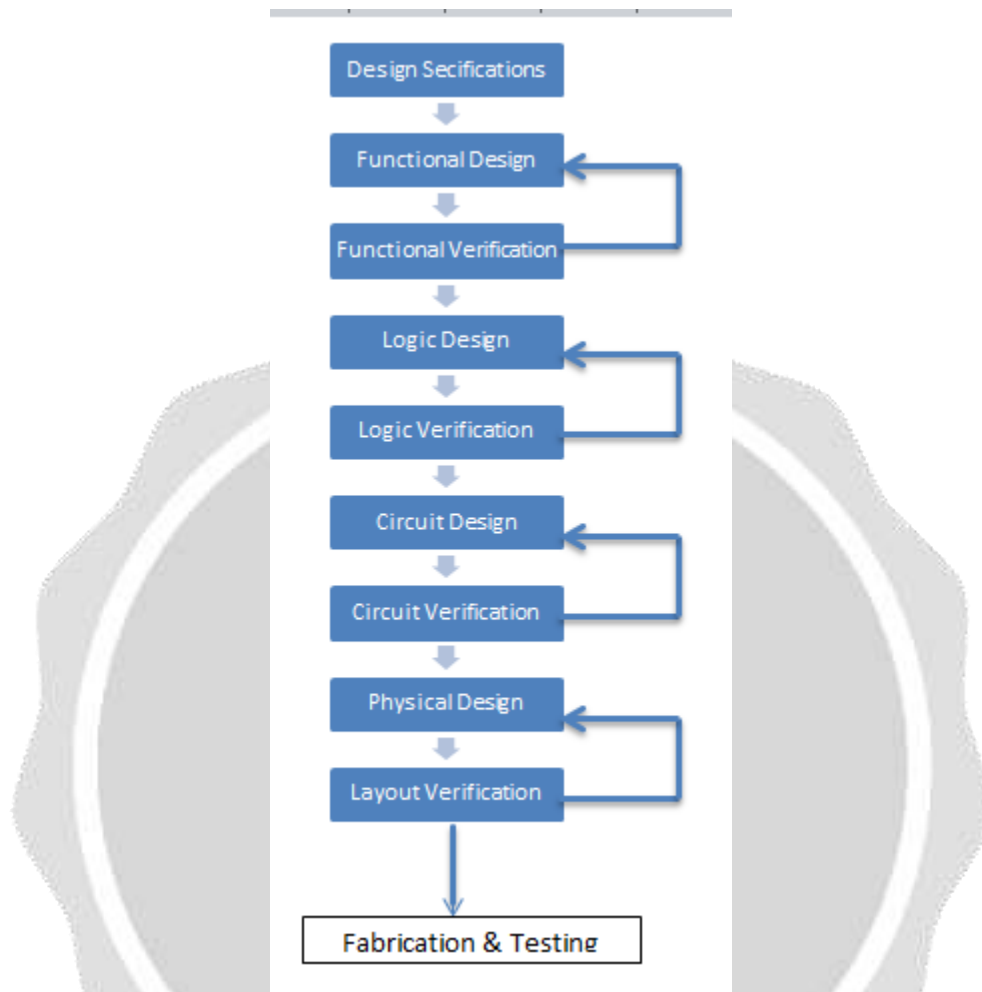 Design Secifications
Functional Design
Functional Verification
Logic Design
Logic Verification
Circuit Design
Circuit Verification
Physical Design
Layout Verification
Fabrication & Testing